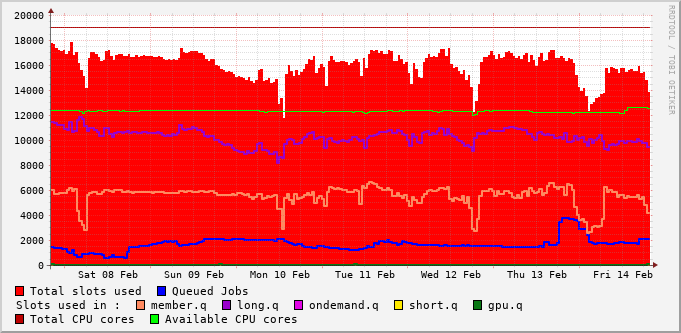 20000
18000
16000
14000
12000
10000
8000
6000
4000
2000
0
Sat 08 Feb Sun 09 Feb Mon 10 Feb Tue 11 Feb Wed 12 Feb Thu 13 Feb Fri 14 Feb
RRDTOOL / TOBI OETIKER
Total slots used Queued Jobs
Slots used in : member.q long.q ondemand.q short.q gpu.q
Total CPU cores Available CPU cores